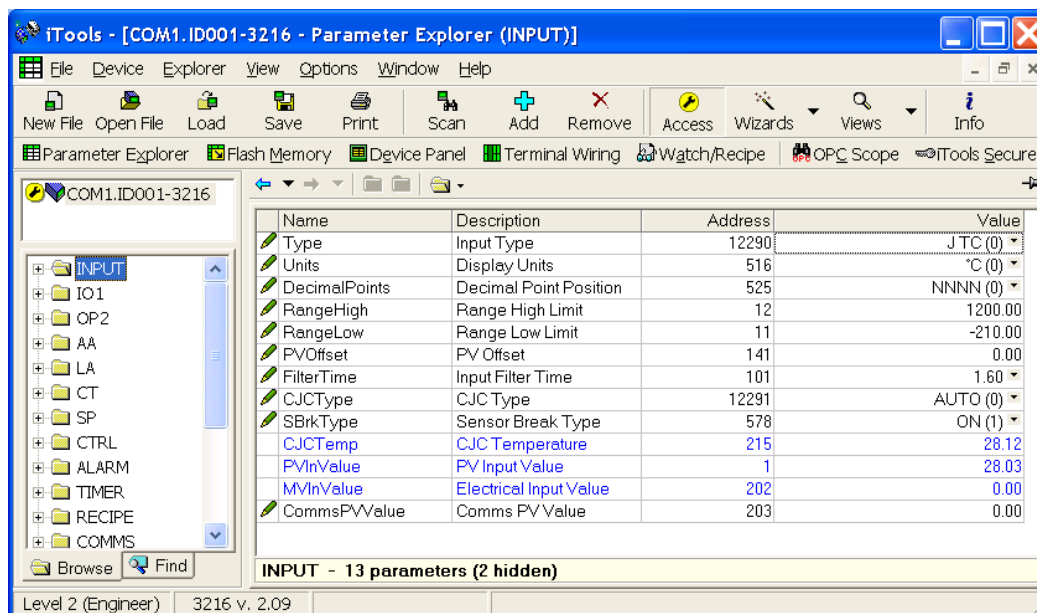 iTools - [COM1.ID001-3216 - Parameter Explorer (INPUT)]
File Device Explorer View Options Window Help
New File Open File Load Save Print Scan Add Remove Access Wizards Views Info
Parameter Explorer Flash Memory Device Panel Terminal Wiring Watch/Recipe OPC Scope iTools Secure
COM1.ID001-3216
INPUT
IO1
OP2
AA
LA
CT
SP
CTRL
ALARM
TIMER
RECIPE
COMMS
Browse Find
Name Description Address Value
Type Input Type 12290 J TC (0)
Units Display Units 516 °C (0)
DecimalPoints Decimal Point Position 525 NNNN (0)
RangeHigh Range High Limit 12 1200.00
RangeLow Range Low Limit 11 -210.00
PVOffset PV Offset 141 0.00
FilterTime Input Filter Time 101 1.60
CJCType CJC Type 12291 AUTO (0)
SBrkType Sensor Break Type 578 ON (1)
CJCTemp CJC Temperature 215 28.12
PVInValue PV Input Value 1 28.03
MVInValue Electrical Input Value 202 0.00
CommsPVValue Comms PV Value 203 0.00
INPUT - 13 parameters (2 hidden)
Level 2 (Engineer) 3216 v. 2.09